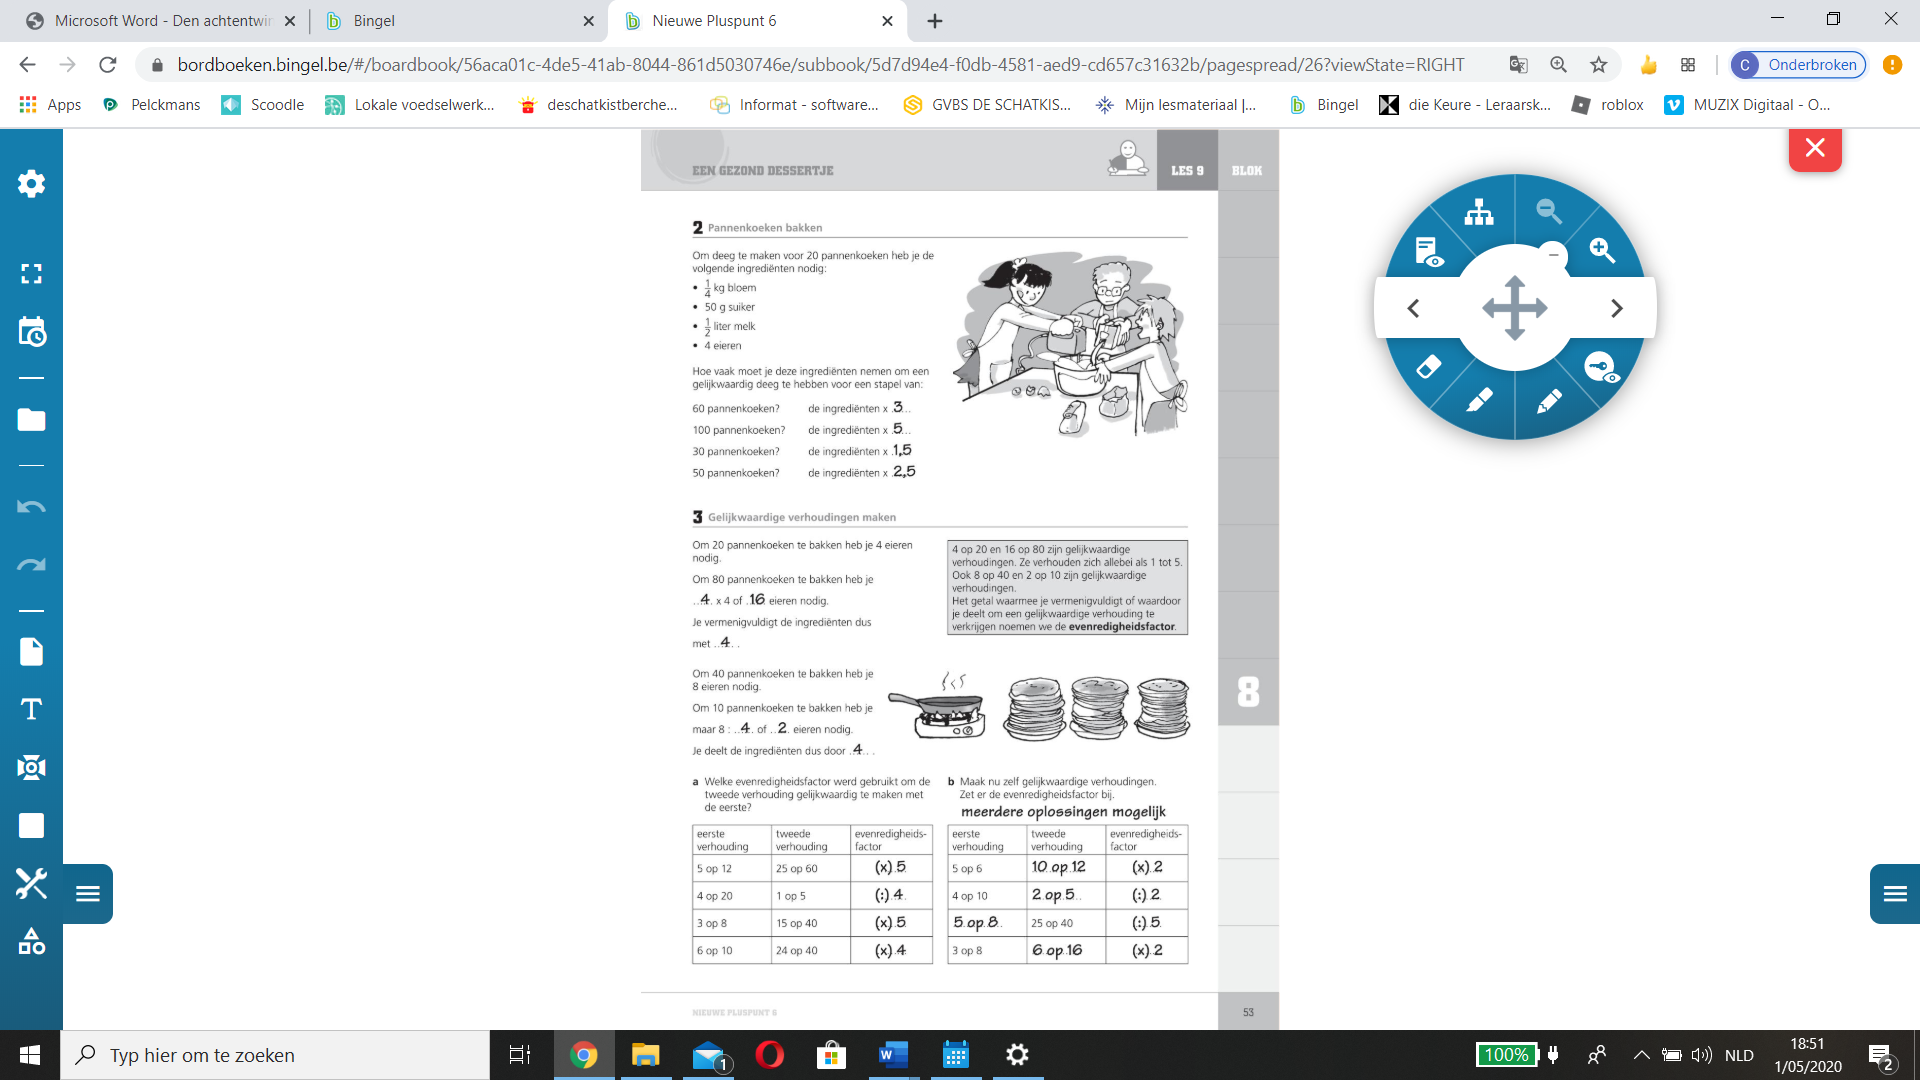 Microsoft Word - Den achtentwin
Bingel
Nieuwe Pluspunt 6
bordboeken.bingel.be/#/boardbook/56aca01c-4de5-41ab-8044-861d5030746e/subbook/5d7d94e4-f0db-4581-aed9-cd657c31632b/pagespread/26?viewState=RIGHT
C Onderbroken
Apps Pelckmans Scoodle Lokale voedselwerk... deschatkistberche... Informat - software... GVBS DE SCHATKIS... Mijn lesmateriaal |... Bingel die Keure - Leraarsk... roblox MUZIX Digitaal - O...
EEN GEZOND DESSERTJE LES 9 BLOK
2 Pannenkoeken bakken
Om deeg te maken voor 20 pannenkoeken heb je de
volgende ingrediënten nodig:
• 1/4 kg bloem
• 50 g suiker
• 1/2 liter melk
• 4 eieren
Hoe vaak moet je deze ingrediënten nemen om een
gelijkwaardig deeg te hebben voor een stapel van:
60 pannenkoeken? de ingrediënten x .3...
100 pannenkoeken? de ingrediënten x .5...
30 pannenkoeken? de ingrediënten x .1,5
50 pannenkoeken? de ingrediënten x .2,5
3 Gelijkwaardige verhoudingen maken
Om 20 pannenkoeken te bakken heb je 4 eieren
nodig.
Om 80 pannenkoeken te bakken heb je
..4. x 4 of .16. eieren nodig.
Je vermenigvuldigt de ingrediënten dus
met ..4.. .
4 op 20 en 16 op 80 zijn gelijkwaardige
verhoudingen. Ze verhouden zich allebei als 1 tot 5.
Ook 8 op 40 en 2 op 10 zijn gelijkwaardige
verhoudingen.
Het getal waarmee je vermenigvuldigt of waardoor
je deelt om een gelijkwaardige verhouding te
verkrijgen noemen we de evenredigheidsfactor.
Om 40 pannenkoeken te bakken heb je
8 eieren nodig.
Om 10 pannenkoeken te bakken heb je
maar 8 : ..4.. of ..2.. eieren nodig.
Je deelt de ingrediënten dus door .4.. .
8
a Welke evenredigheidsfactor werd gebruikt om de
tweede verhouding gelijkwaardig te maken met
de eerste?
eerste verhouding tweede verhouding evenredigheids-factor
5 op 12 25 op 60 (x) 5
4 op 20 1 op 5 (:) 4
3 op 8 15 op 40 (x) 5
6 op 10 24 op 40 (x) 4
b Maak nu zelf gelijkwaardige verhoudingen.
Zet er de evenredigheidsfactor bij.
meerdere oplossingen mogelijk
eerste verhouding tweede verhouding evenredigheids-factor
5 op 6 10 op 12 (x) 2
4 op 10 2 op 5 (:) 2
5 op 8 25 op 40 (:) 5
3 op 8 6 op 16 (x) 2
NIEUWE PLUSPUNT 6 53
Typ hier om te zoeken
1
100%
NLD
18:51
1/05/2020
2